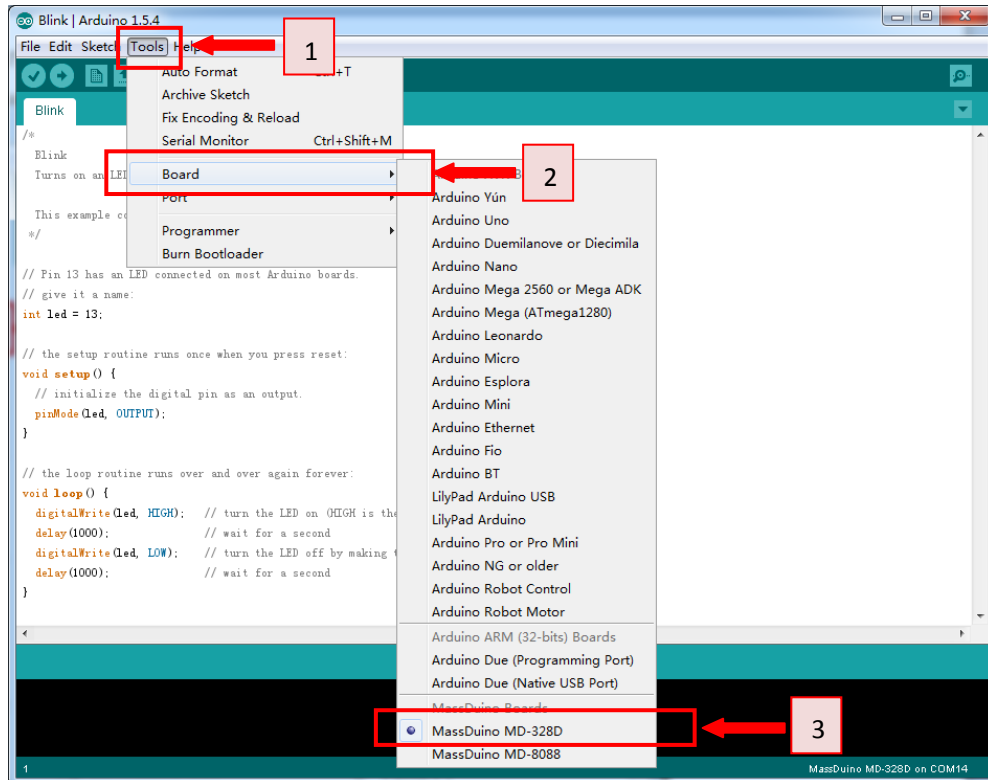 Blink | Arduino 1.5.4
File Edit Sketch Tools Help
1
Auto Format Ctrl+T
Archive Sketch
Fix Encoding & Reload
Serial Monitor Ctrl+Shift+M
Board
2
Port
Programmer
Burn Bootloader
Blink
/*
Blink
Turns on an LED
This example
*/
// Pin 13 has an LED connected on most Arduino boards.
// give it a name:
int led = 13;
// the setup routine runs once when you press reset:
void setup() {
// initialize the digital pin as an output.
pinMode(led, OUTPUT);
}
// the loop routine runs over and over again forever:
void loop() {
digitalWrite(led, HIGH); // turn the LED on (HIGH is the
delay(1000); // wait for a second
digitalWrite(led, LOW); // turn the LED off by making
delay(1000); // wait for a second
}
Arduino Yún
Arduino Uno
Arduino Duemilanove or Diecimila
Arduino Nano
Arduino Mega 2560 or Mega ADK
Arduino Mega (ATmega1280)
Arduino Leonardo
Arduino Micro
Arduino Esplora
Arduino Mini
Arduino Ethernet
Arduino Fio
Arduino BT
LilyPad Arduino USB
LilyPad Arduino
Arduino Pro or Pro Mini
Arduino NG or older
Arduino Robot Control
Arduino Robot Motor
Arduino ARM (32-bits) Boards
Arduino Due (Programming Port)
Arduino Due (Native USB Port)
MassDuino Boards
MassDuino MD-328D
3
MassDuino MD-8088
1
MassDuino MD-328D on COM14